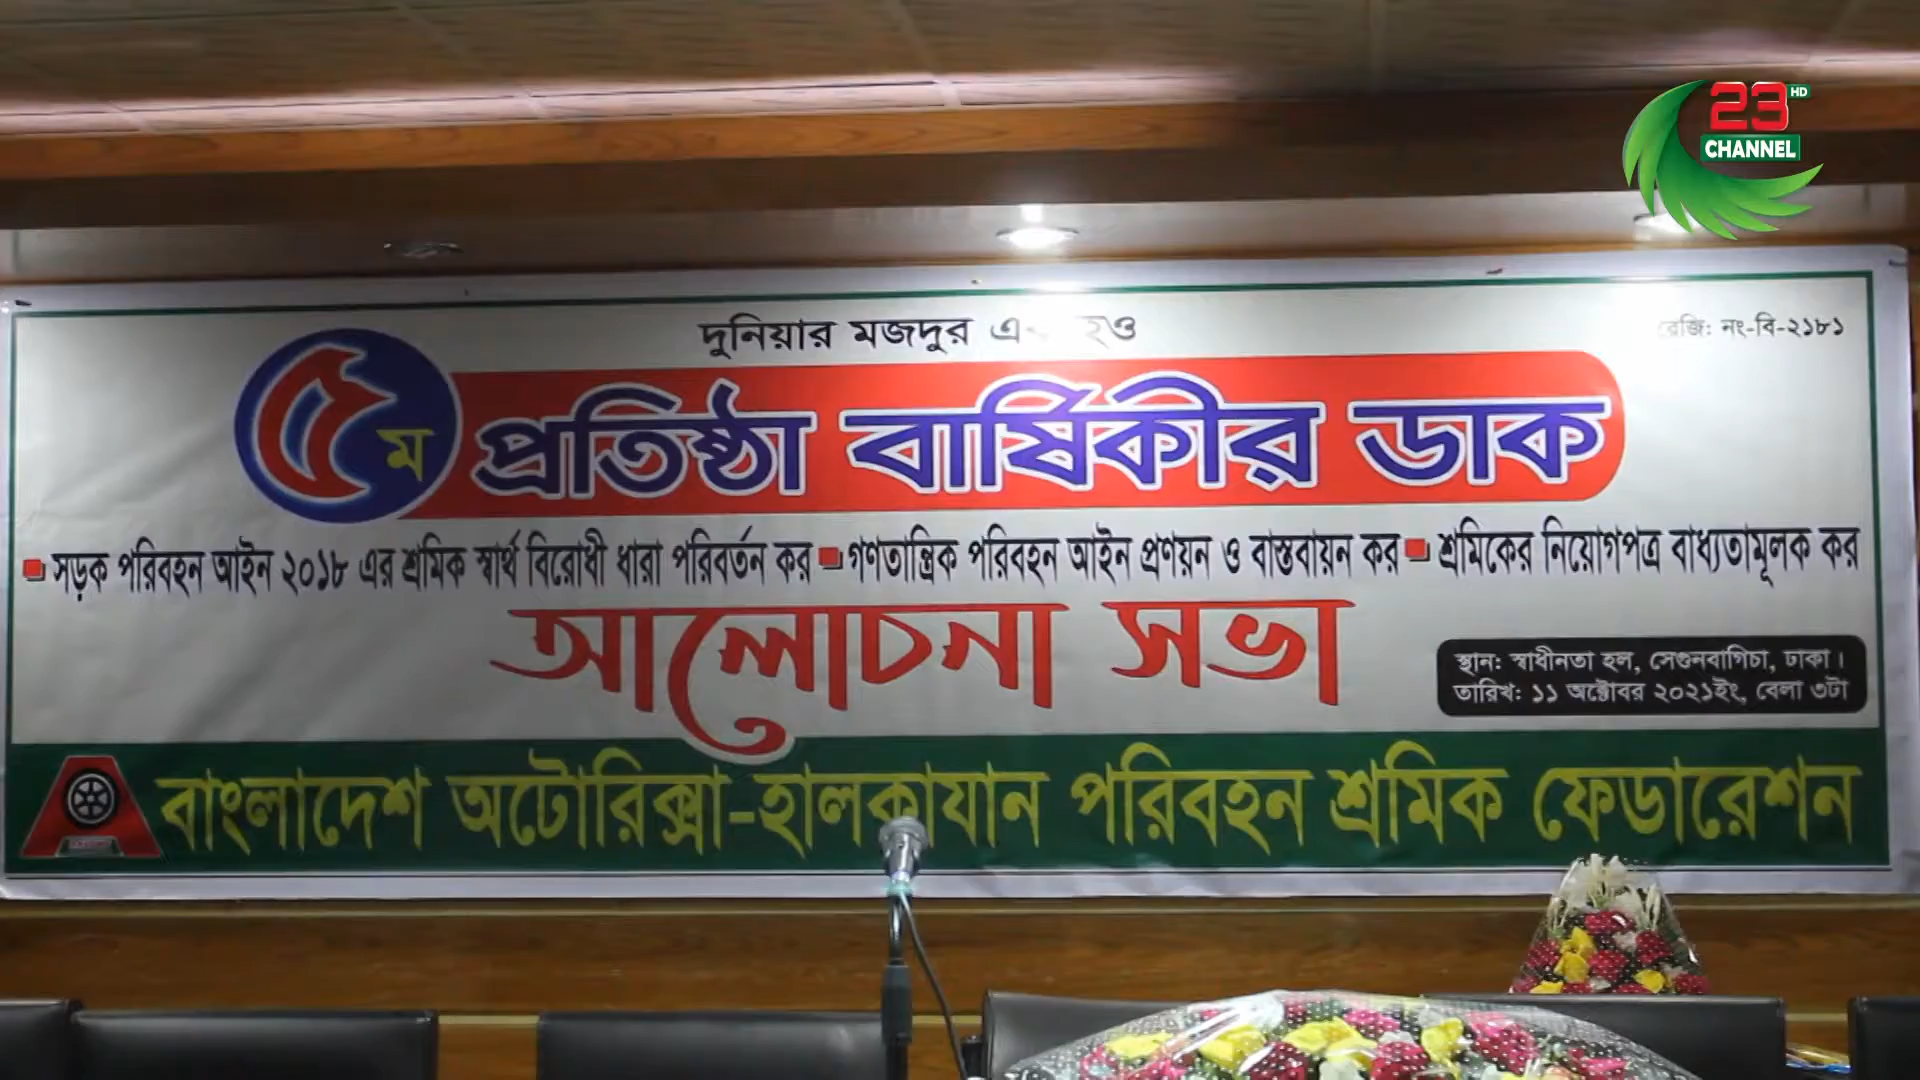 23 HD
CHANNEL
দুনিয়ার মজদুর হও
রেজি: নং-বি-২১৮১
৫ম প্রতিষ্ঠা বার্ষিকীর ডাক
সড়ক পরিবহন আইন ২০১৮ এর শ্রমিক স্বার্থ বিরোধী ধারা পরিবর্তন কর গণতান্ত্রিক পরিবহন আইন প্রণয়ন ও বাস্তবায়ন কর শ্রমিকের নিয়োগপত্র বাধ্যতামূলক কর
আলোচনা সভা
স্থান: স্বাধীনতা হল, সেগুনবাগিচা, ঢাকা।
তারিখ: ১১ অক্টোবর ২০২১ইং, বেলা ৩টা
বাংলাদেশ অটোরিক্সা-হালকাযান পরিবহন শ্রমিক ফেডারেশন